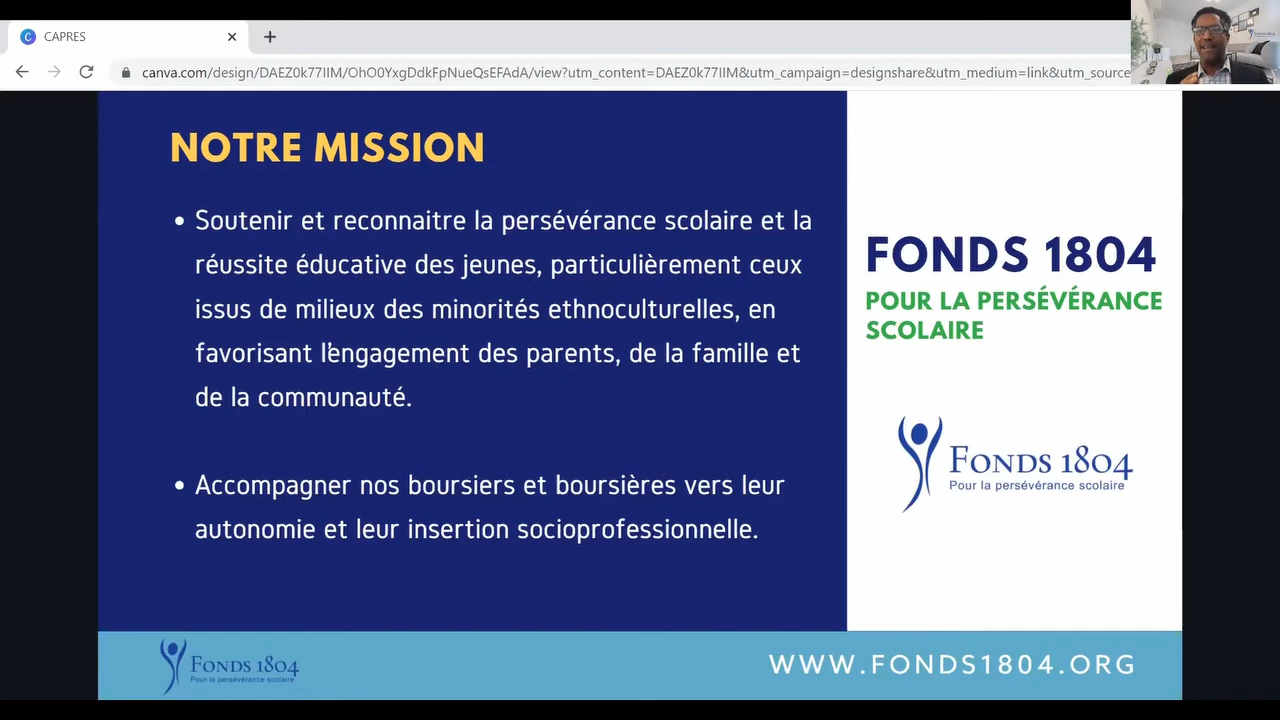 CAPRES
canva.com/design/DAEZ0k77IIM/OhO0YxgDdkFpNueQsEFAdA/view?utm_content=DAEZ0k77IIM&utm_campaign=designshare&utm_medium=link&utm_source
NOTRE MISSION
• Soutenir et reconnaitre la persévérance scolaire et la
réussite éducative des jeunes, particulièrement ceux
issus de milieux des minorités ethnoculturelles, en
favorisant l'engagement des parents, de la famille et
de la communauté.
• Accompagner nos boursiers et boursières vers leur
autonomie et leur insertion socioprofessionnelle.
FONDS 1804
POUR LA PERSÉVÉRANCE
SCOLAIRE
FONDS 1804
Pour la persévérance scolaire
FONDS 1804
Pour la persévérance scolaire
WWW.FONDS1804.ORG